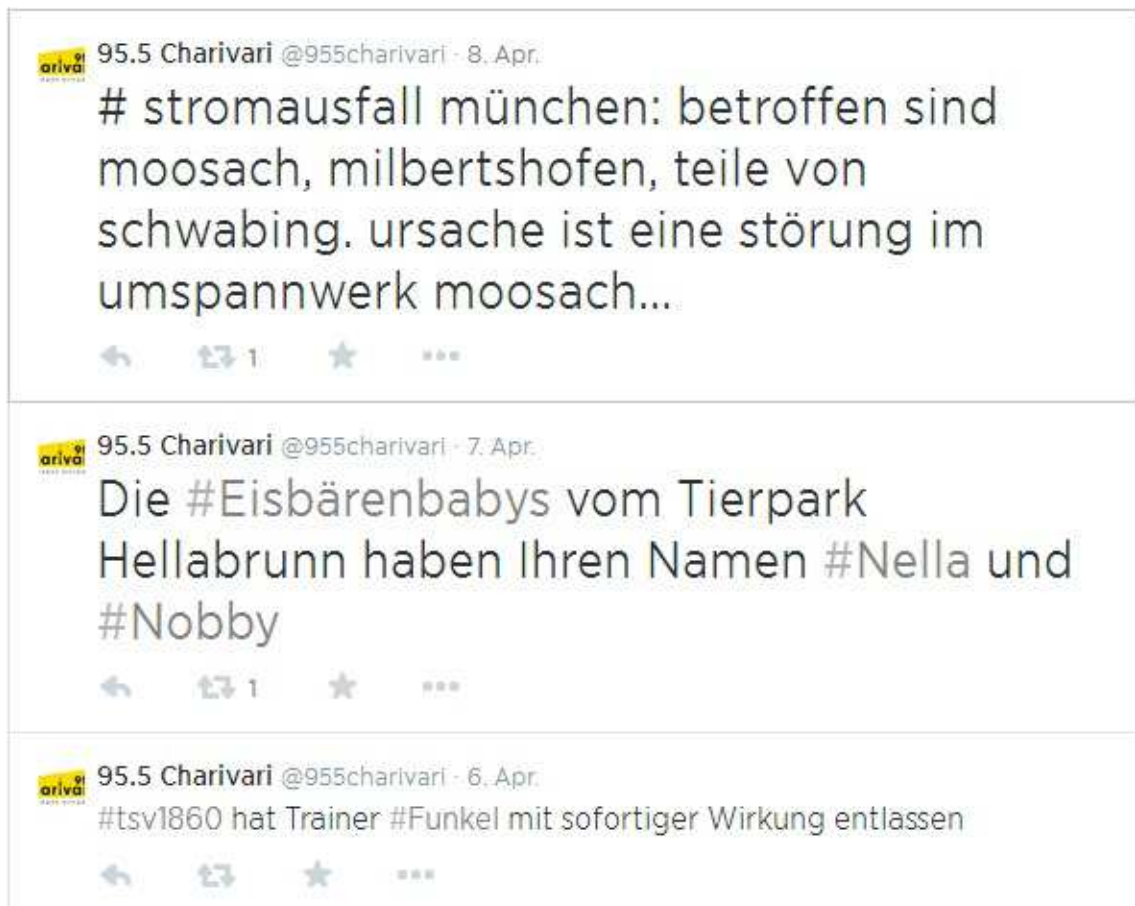 95.5 Charivari @955charivari · 8. Apr.
# stromausfall münchen: betroffen sind
moosach, milbertshofen, teile von
schwabing. ursache ist eine störung im
umspannwerk moosach...
1
95.5 Charivari @955charivari · 7. Apr.
Die #Eisbärenbabys vom Tierpark
Hellabrunn haben Ihren Namen #Nella und
#Nobby
1
95.5 Charivari @955charivari · 6. Apr.
#tsv1860 hat Trainer #Funkel mit sofortiger Wirkung entlassen